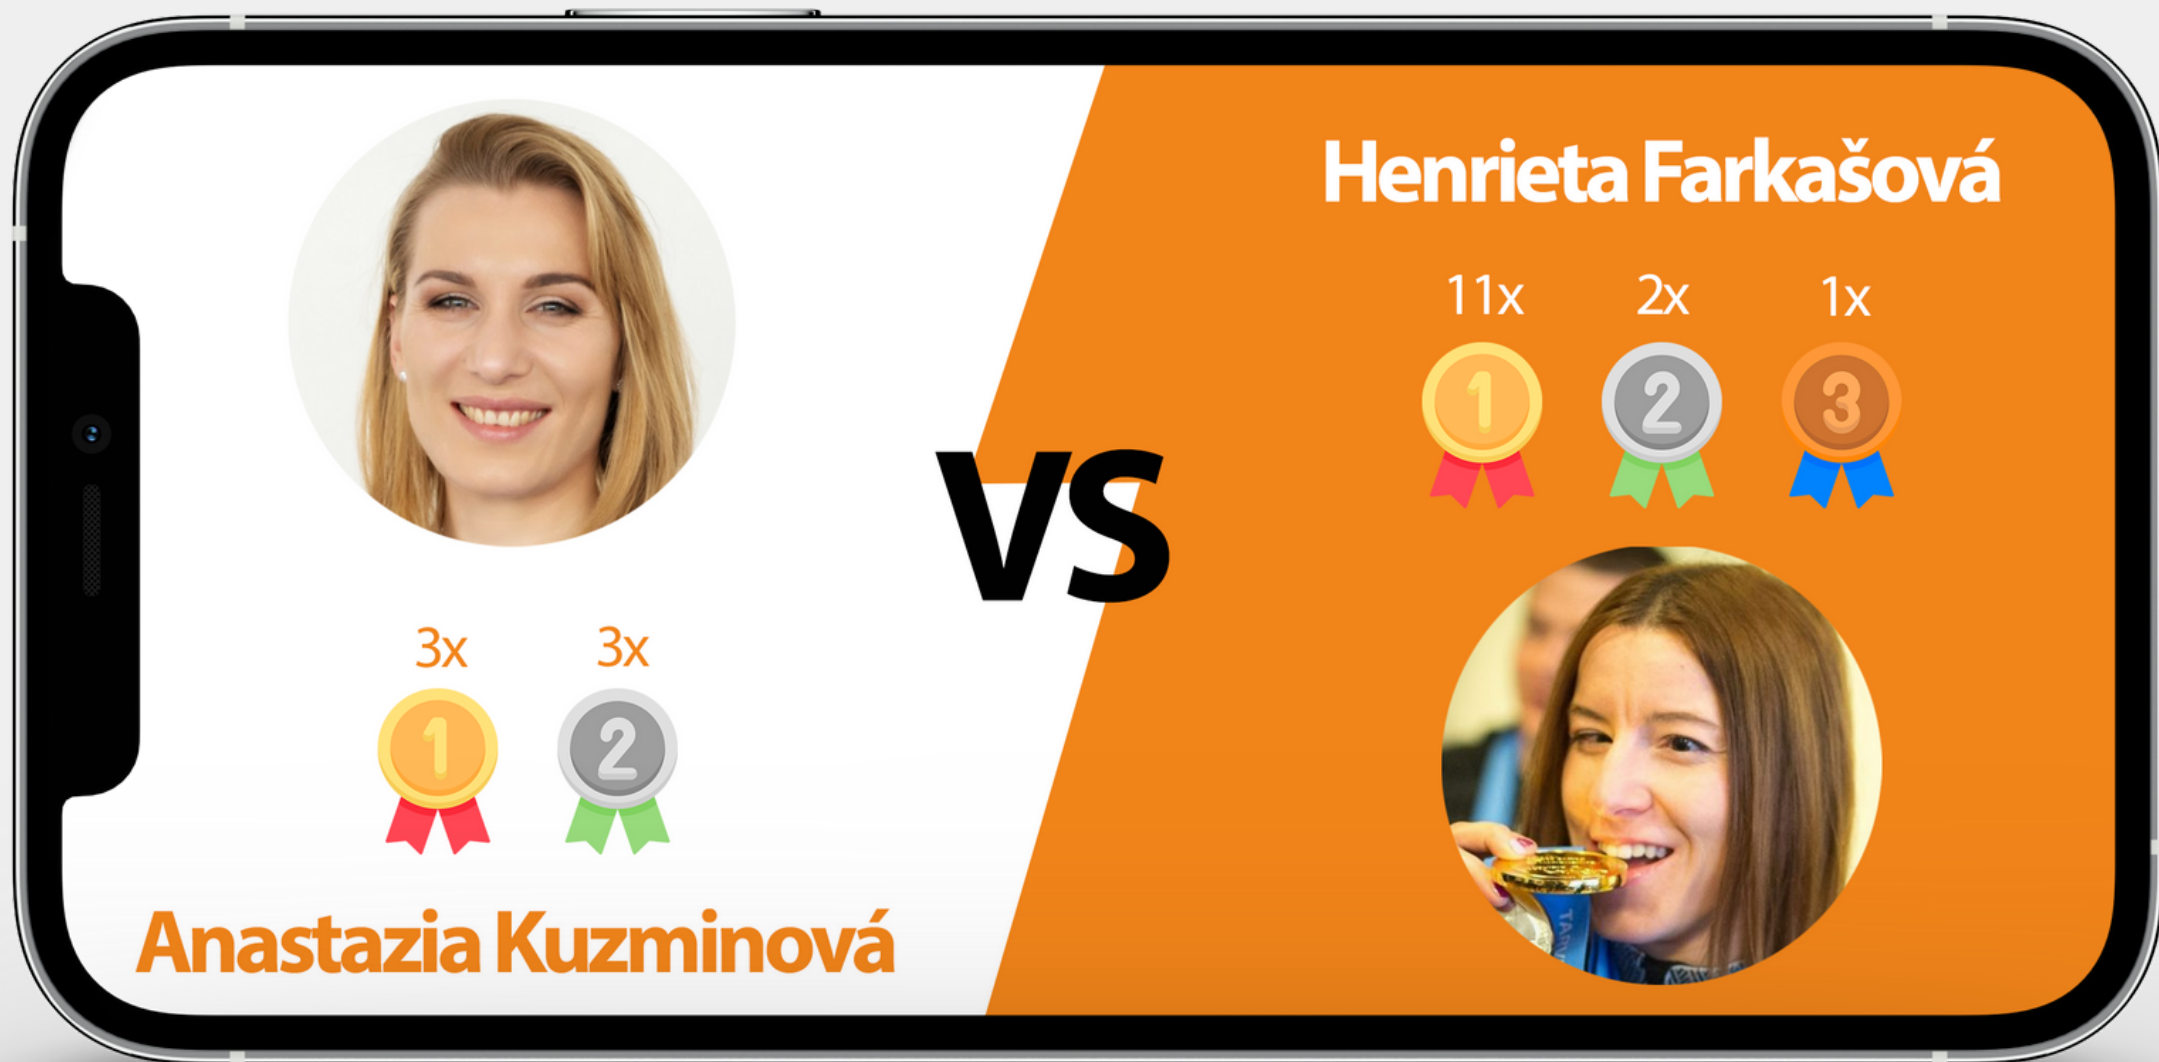 Henrieta Farkašová
11x 2x 1x
1 2 3
VS
3x 3x
1 2
Anastazia Kuzminová